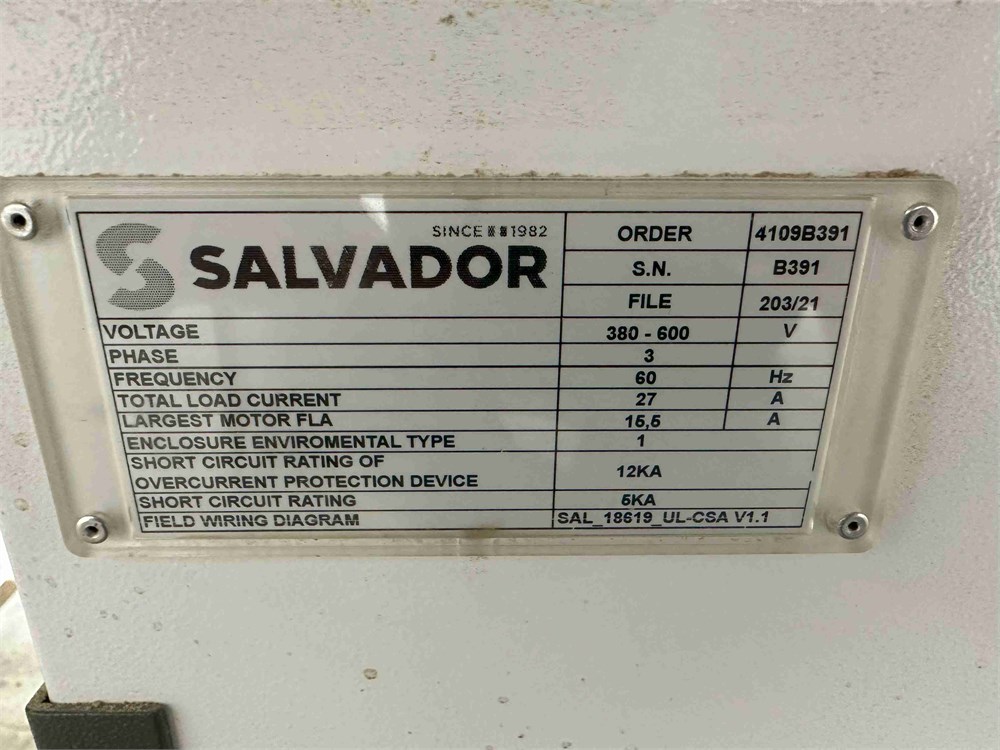 SINCE 1982
SALVADOR
ORDER 4109B391
S.N. B391
FILE 203/21
VOLTAGE 380 - 600 V
PHASE 3
FREQUENCY 60 Hz
TOTAL LOAD CURRENT 27 A
LARGEST MOTOR FLA 15,5 A
ENCLOSURE ENVIROMENTAL TYPE 1
SHORT CIRCUIT RATING OF
OVERCURRENT PROTECTION DEVICE 12KA
SHORT CIRCUIT RATING 5KA
FIELD WIRING DIAGRAM SAL_18619_UL-CSA V1.1